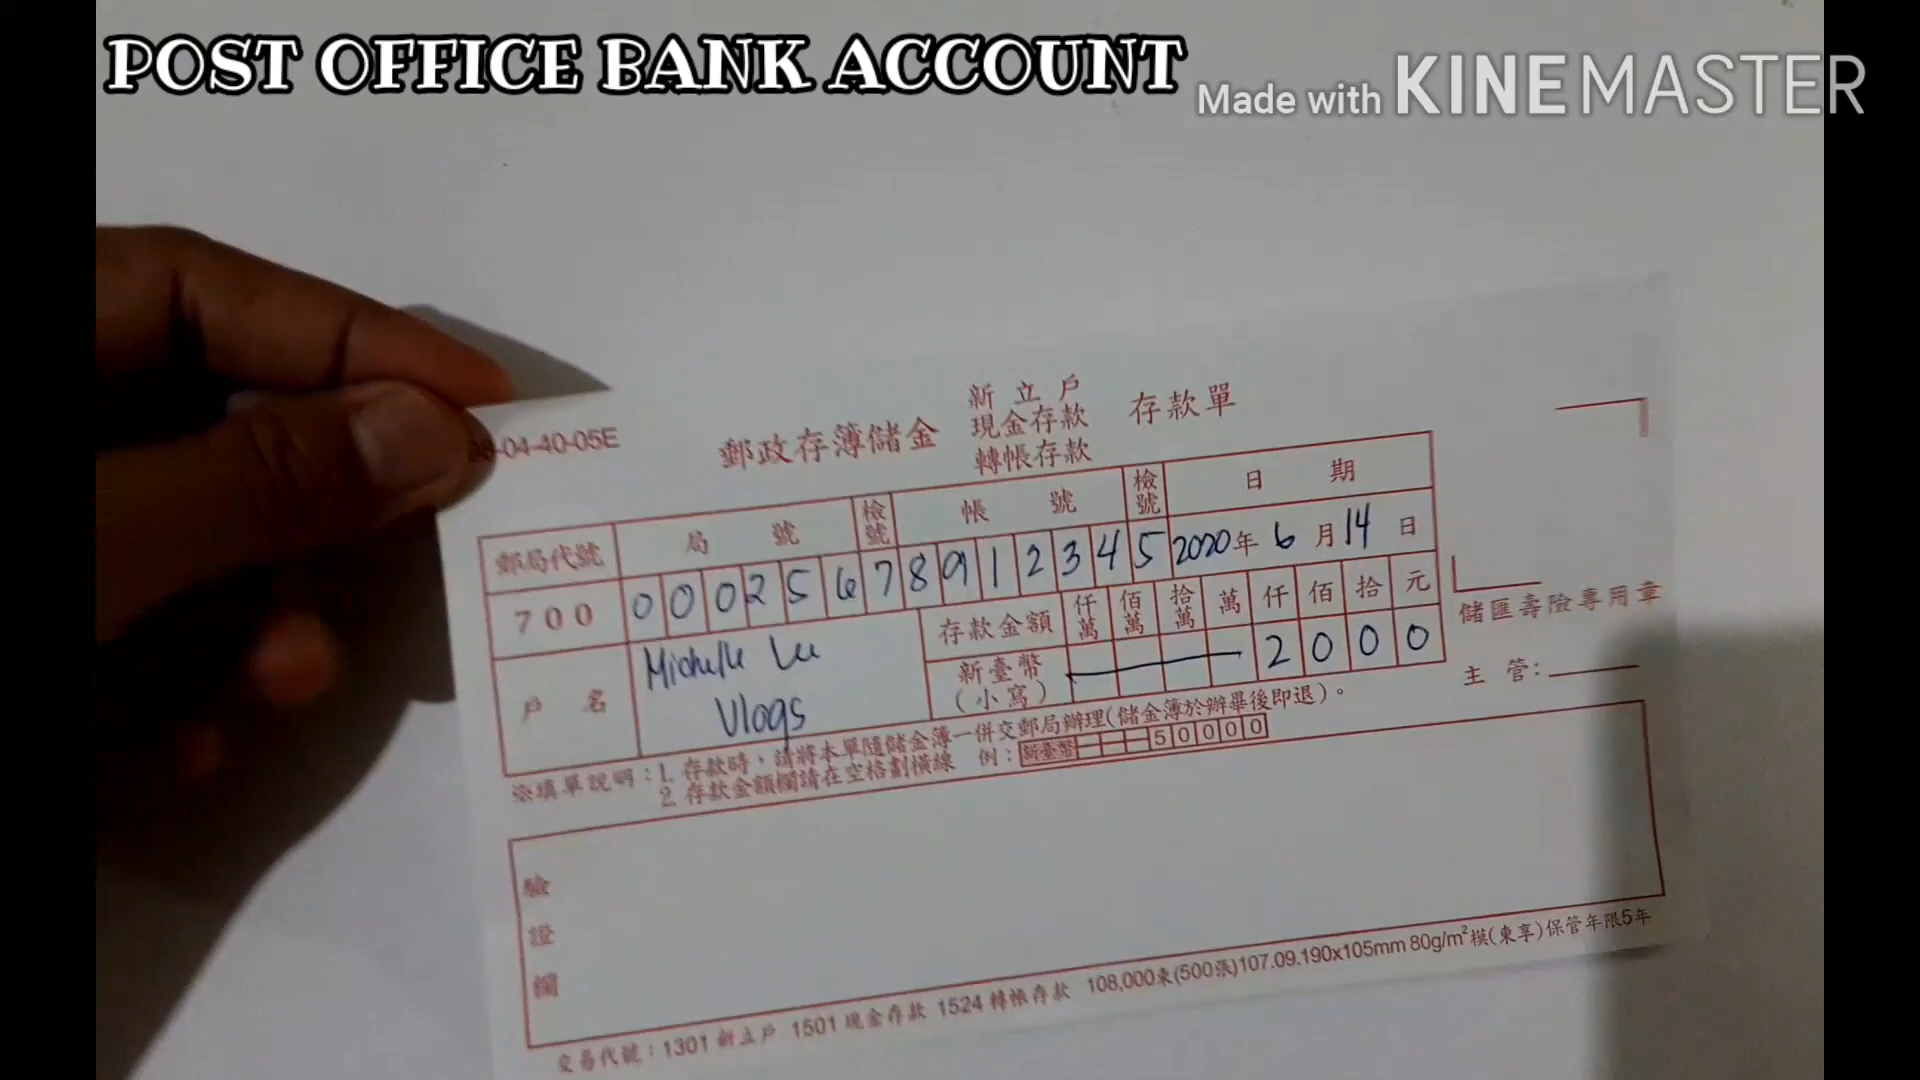 POST OFFICE BANK ACCOUNT
Made with KINEMASTER
-04-40-05E
郵政存簿儲金 新立戶 現金存款 轉帳存款 存款單
郵局代號 局號 檢號 帳號 檢號 日期
700 0002567891 2345 2020年 6月 14日
戶名 Michelle Lu
Vlogs
存款金額 仟萬 佰萬 拾萬 萬 仟 佰 拾 元
新臺幣(小寫) 2000
儲匯壽險專用章
主管:
※填單說明:1. 存款時,請將本單隨儲金簿一併交郵局辦理(儲金簿於辦畢後即退)。
2. 存款金額欄請在空格劃橫線 例: 新臺幣 50000
驗證欄
交易代號:1301 新立戶 1501 現金存款 1524 轉帳存款 108,000束(500張)107.09.190x105mm 80g/m²模(東享)保管年限5年